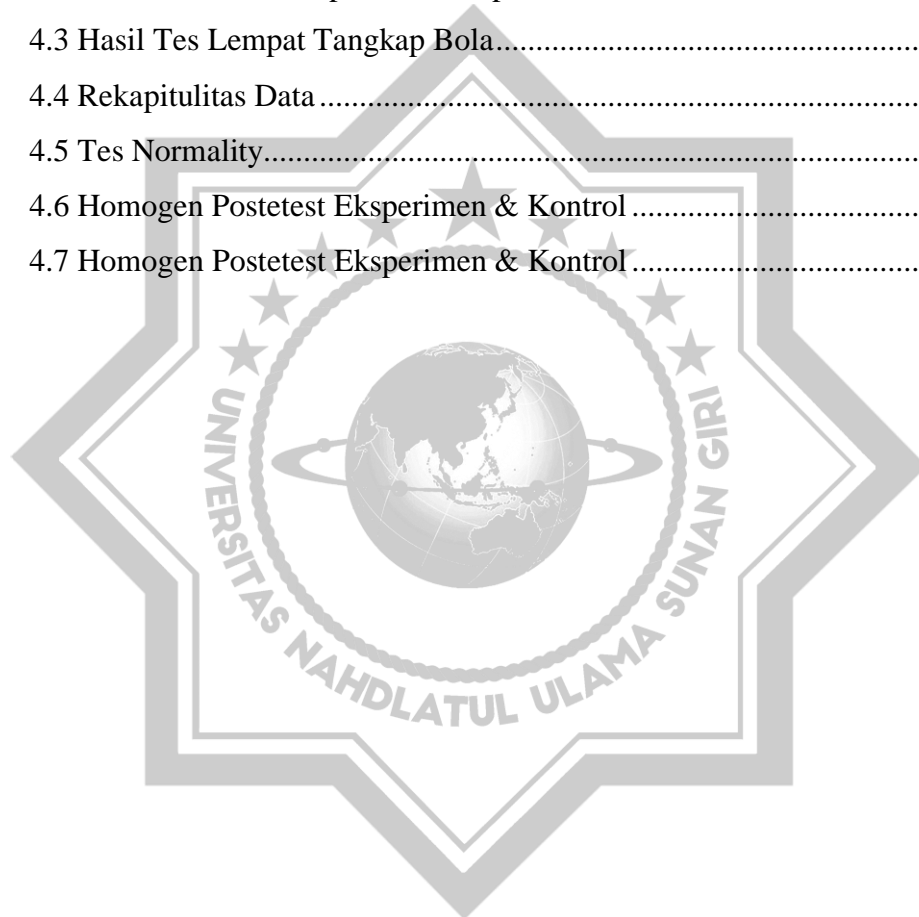 4.3 Hasil Tes Lempat Tangkap Bola................................................
4.4 Rekapitulitas Data................................................
4.5 Tes Normality................................................
4.6 Homogen Postetest Eksperimen & Kontrol................................
4.7 Homogen Postetest Eksperimen & Kontrol................................
UNIVERSITAS NAHDLATUL ULAMA SUNAN GIRI